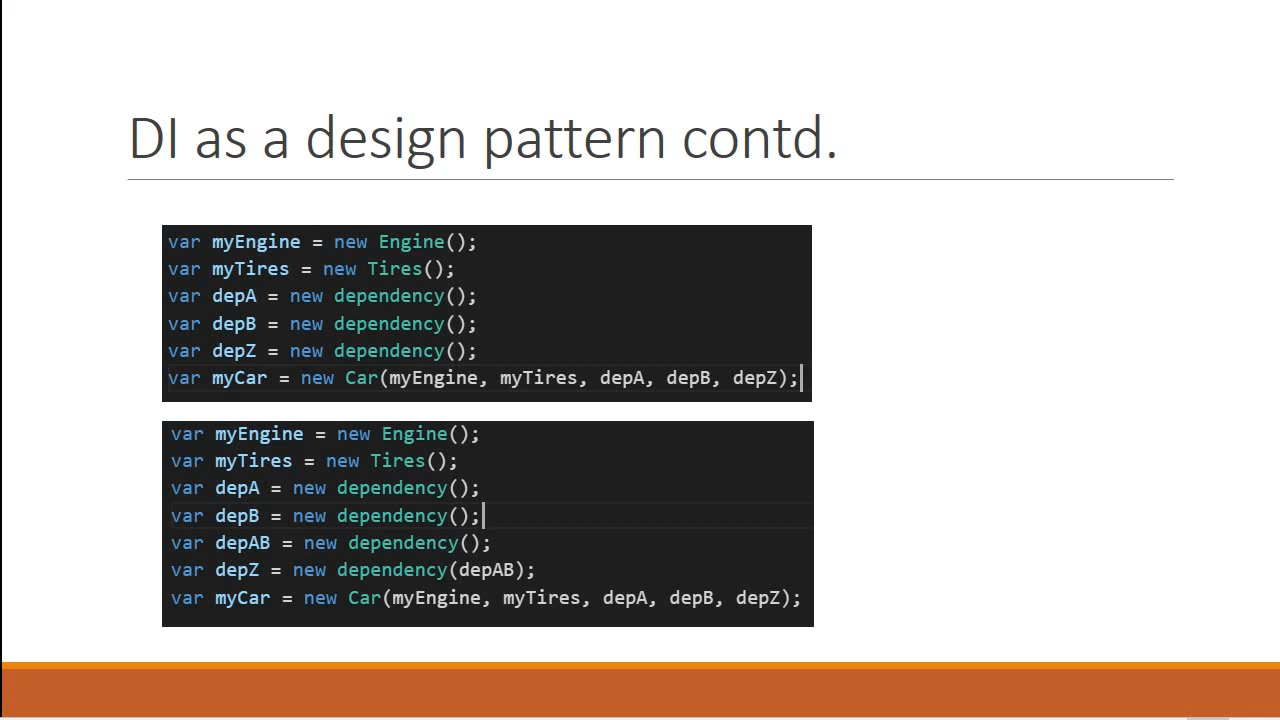 DI as a design pattern contd.
var myEngine = new Engine();
var myTires = new Tires();
var depA = new dependency();
var depB = new dependency();
var depZ = new dependency();
var myCar = new Car(myEngine, myTires, depA, depB, depZ);
var myEngine = new Engine();
var myTires = new Tires();
var depA = new dependency();
var depB = new dependency();
var depAB = new dependency();
var depZ = new dependency(depAB);
var myCar = new Car(myEngine, myTires, depA, depB, depZ);